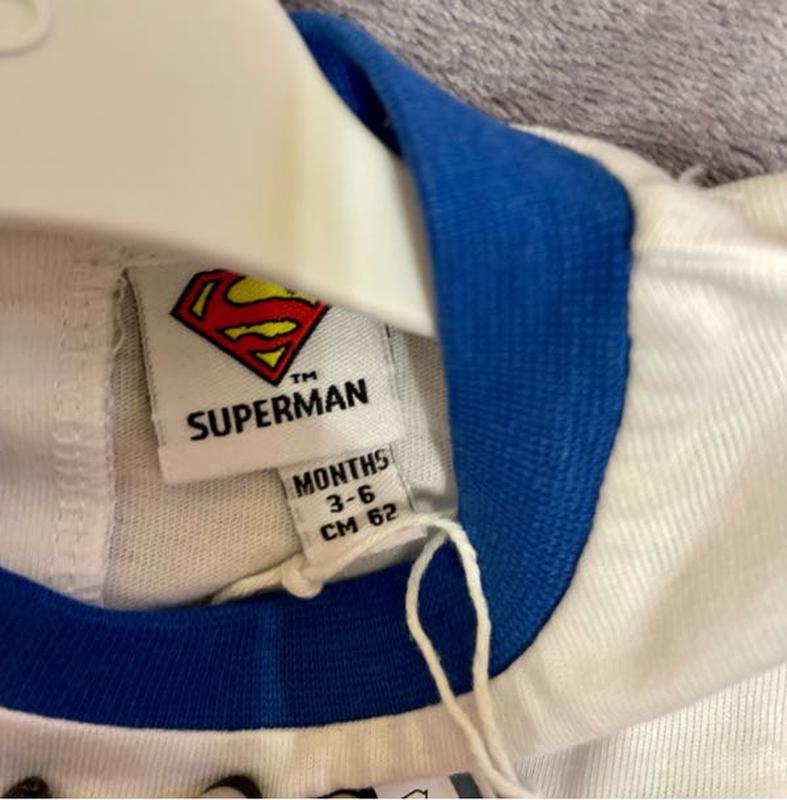 TM
SUPERMAN
MONTHS
3-6
CM 62